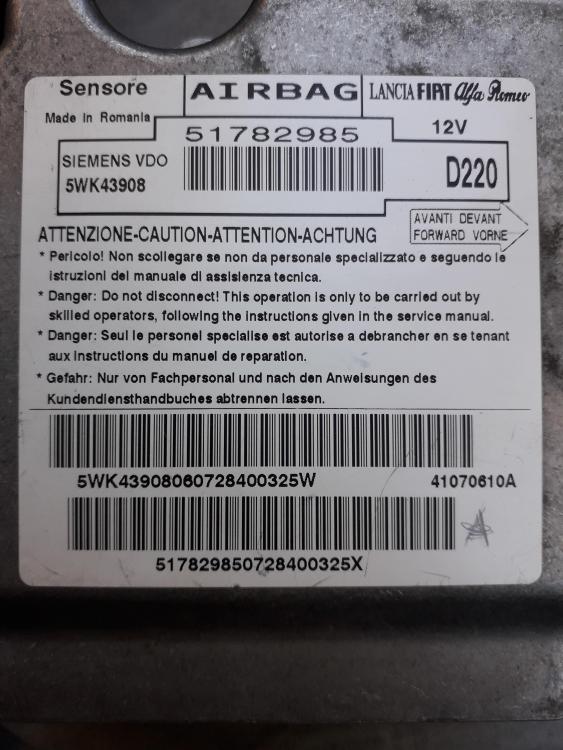 Sensore AIRBAG LANCIA FIAT Alfa Romeo
Made in Romania 51782985 12V
SIEMENS VDO
5WK43908 D220
AVANTI DEVANT
FORWARD VORNE
ATTENZIONE-CAUTION-ATTENTION-ACHTUNG
* Pericolo! Non scollegare se non da personale specializzato e seguendo le
istruzioni del manuale di assistenza tecnica.
* Danger: Do not disconnect! This operation is only to be carried out by
skilled operators, following the instructions given in the service manual.
* Danger: Seul le personel specialise est autorise a debrancher en se tenant
aux instructions du manuel de reparation.
* Gefahr: Nur von Fachpersonal und nach den Anweisungen des
Kundendiensthandbuches abtrennen lassen.
5WK43908060728400325W 41070610A
517829850728400325X